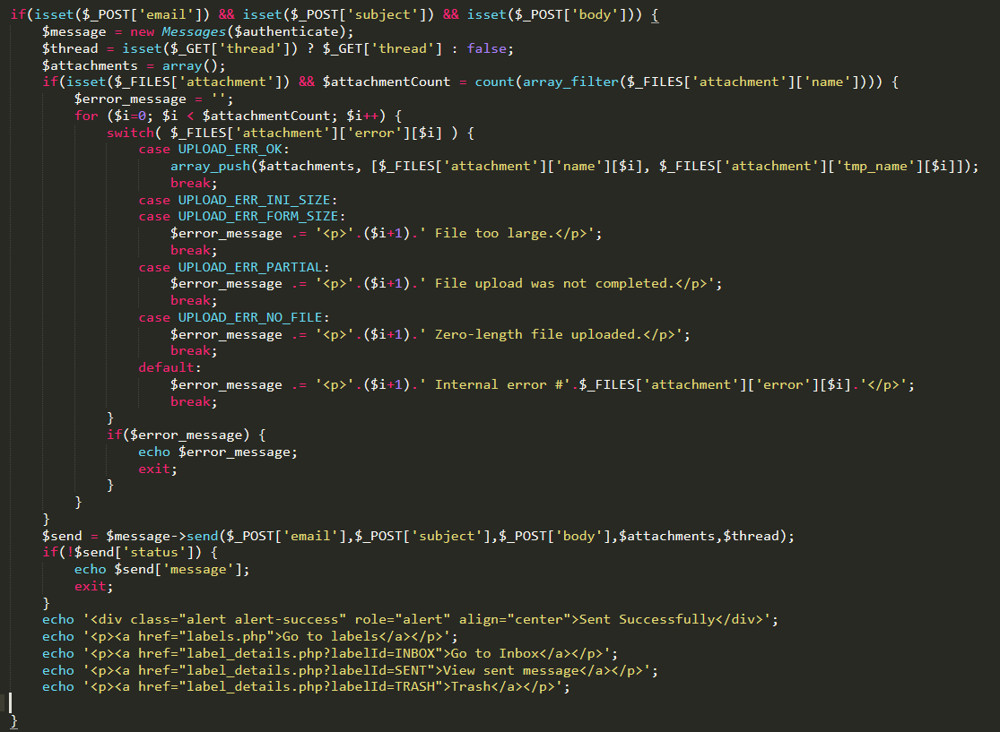 if(isset($_POST['email']) && isset($_POST['subject']) && isset($_POST['body'])) {
    $message = new Messages($authenticate);
    $thread = isset($_GET['thread']) ? $_GET['thread'] : false;
    $attachments = array();
    if(isset($_FILES['attachment']) && $attachmentCount = count(array_filter($_FILES['attachment']['name']))) {
        $error_message = '';
        for ($i=0; $i < $attachmentCount; $i++) {
            switch( $_FILES['attachment']['error'][$i] ) {
                case UPLOAD_ERR_OK:
                    array_push($attachments, [$_FILES['attachment']['name'][$i], $_FILES['attachment']['tmp_name'][$i]]);
                    break;
                case UPLOAD_ERR_INI_SIZE:
                case UPLOAD_ERR_FORM_SIZE:
                    $error_message .= '<p>'.($i+1).' File too large.</p>';
                    break;
                case UPLOAD_ERR_PARTIAL:
                    $error_message .= '<p>'.($i+1).' File upload was not completed.</p>';
                    break;
                case UPLOAD_ERR_NO_FILE:
                    $error_message .= '<p>'.($i+1).' Zero-length file uploaded.</p>';
                    break;
                default:
                    $error_message .= '<p>'.($i+1).' Internal error #'.$_FILES['attachment']['error'][$i].'</p>';
                    break;
            }
            if($error_message) {
                echo $error_message;
                exit;
            }
        }
    }
    $send = $message->send($_POST['email'],$_POST['subject'],$_POST['body'],$attachments,$thread);
    if(!$send['status']) {
        echo $send['message'];
        exit;
    }
    echo '<div class="alert alert-success" role="alert" align="center">Sent Successfully</div>';
    echo '<p><a href="labels.php">Go to labels</a></p>';
    echo '<p><a href="label_details.php?labelId=INBOX">Go to Inbox</a></p>';
    echo '<p><a href="label_details.php?labelId=SENT">View sent message</a></p>';
    echo '<p><a href="label_details.php?labelId=TRASH">Trash</a></p>';
}